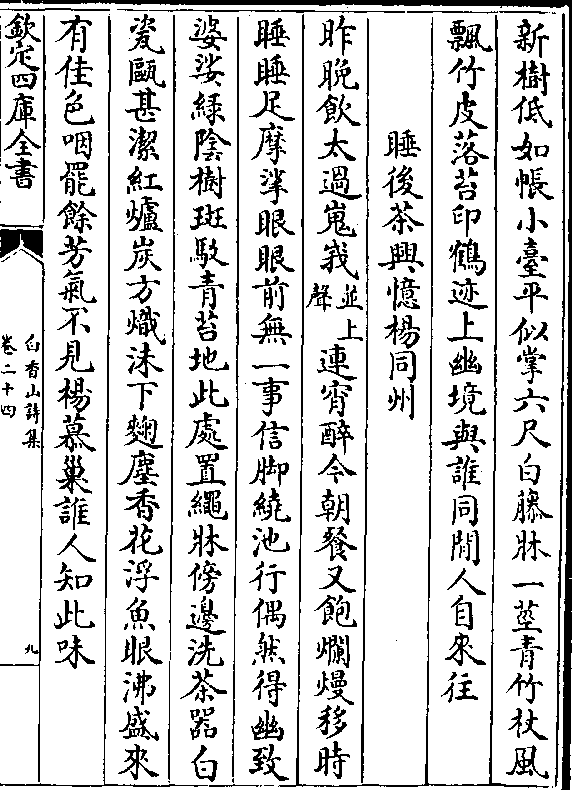 新樹低如帳小臺平似掌六尺白藤牀一莖青竹杖風
飄竹皮落苔印鶴迹上幽境與誰同閒人自來往
睡後茶興憶楊同州
昨晚飲太過嵬峩並上聲連宵醉今朝餐又飽爛熳移時
睡睡足摩挲眼眼前無一事信脚繞池行偶然得幽致
婆娑緑隂樹斑駁青苔地此處置繩牀傍邊洗茶器白
瓷甌甚潔紅爐炭方熾沫下麴塵香花浮魚眼沸盛來
有佳色咽罷餘芳氣不見楊慕巢誰人知此味
欽定四庫全書
白香山詩集
卷二十四
九